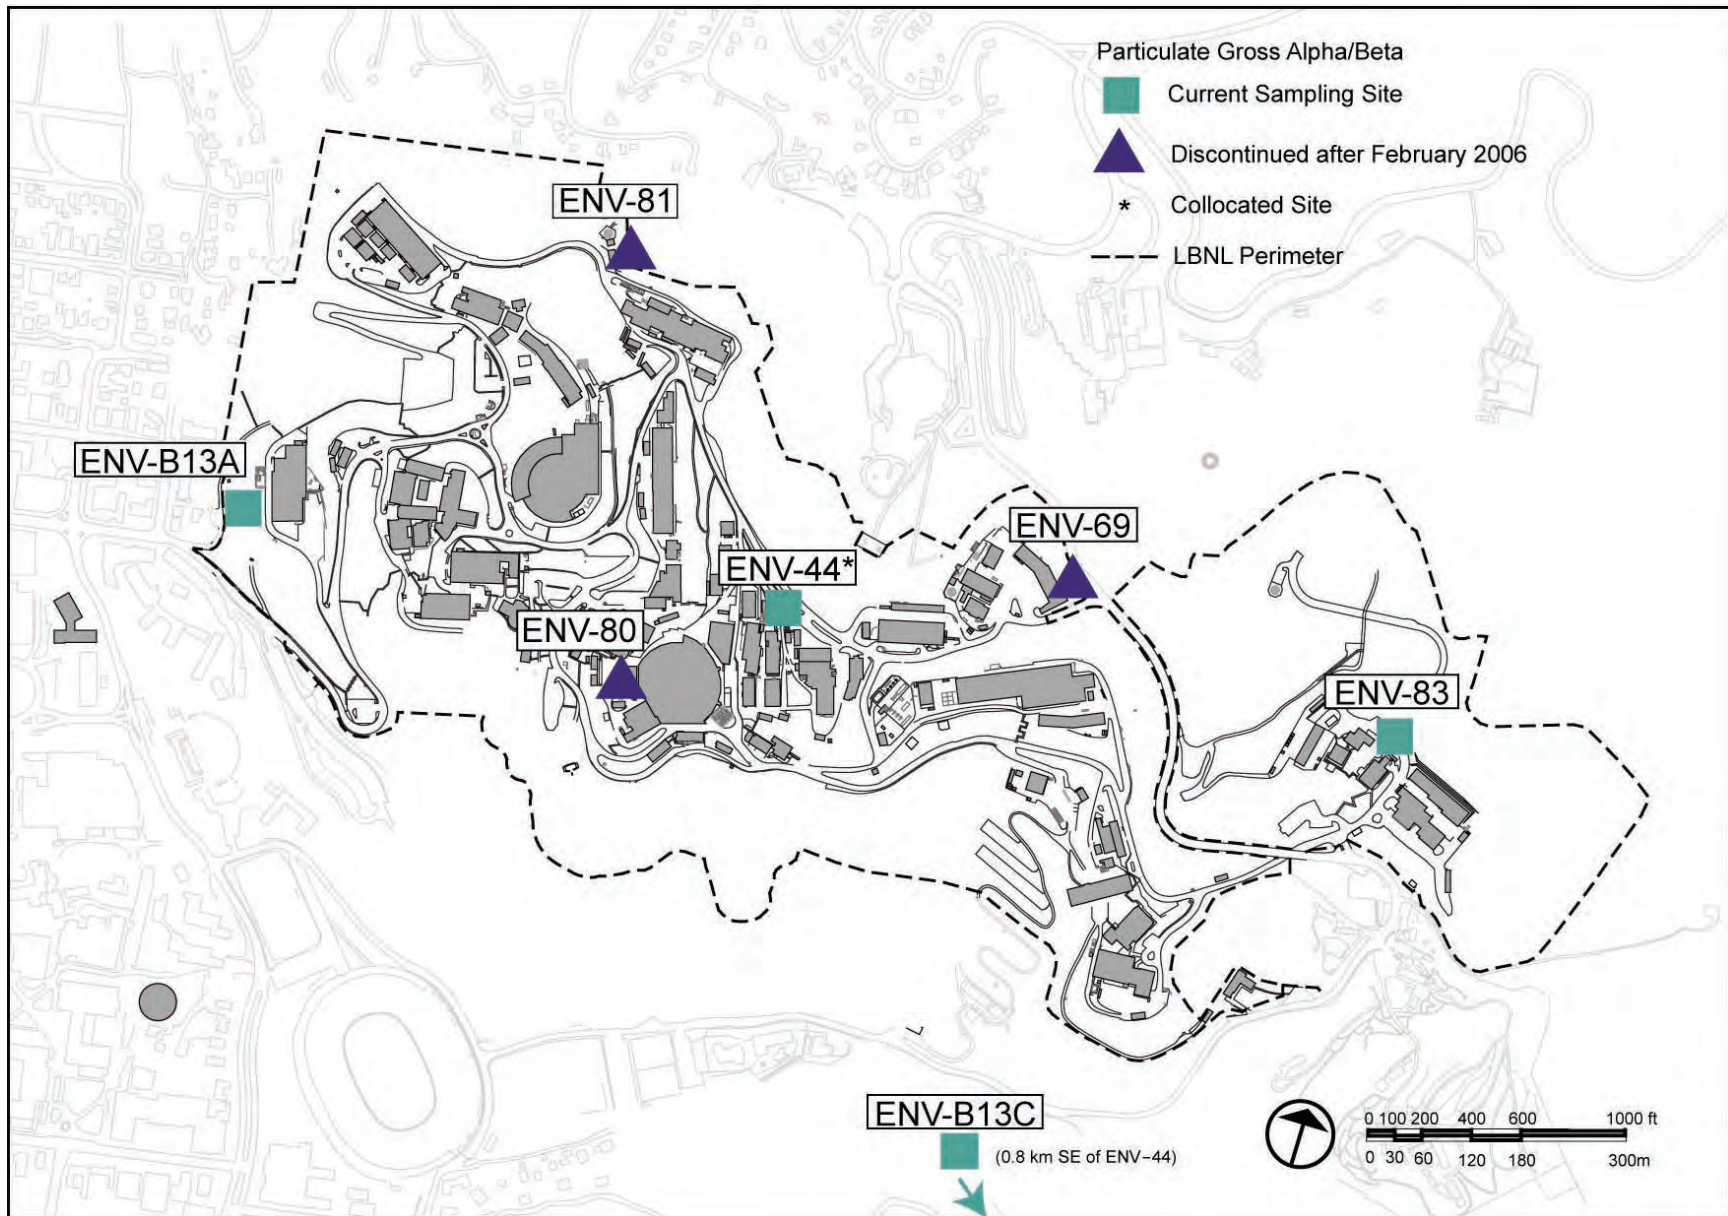 Particulate Gross Alpha/Beta
Current Sampling Site
Discontinued after February 2006
* Collocated Site
LBNL Perimeter
ENV-81
ENV-B13A
ENV-69
ENV-44*
ENV-80
ENV-83
ENV-B13C
(0.8 km SE of ENV-44)
0 100 200 400 600 1000 ft
0 30 60 120 180 300m